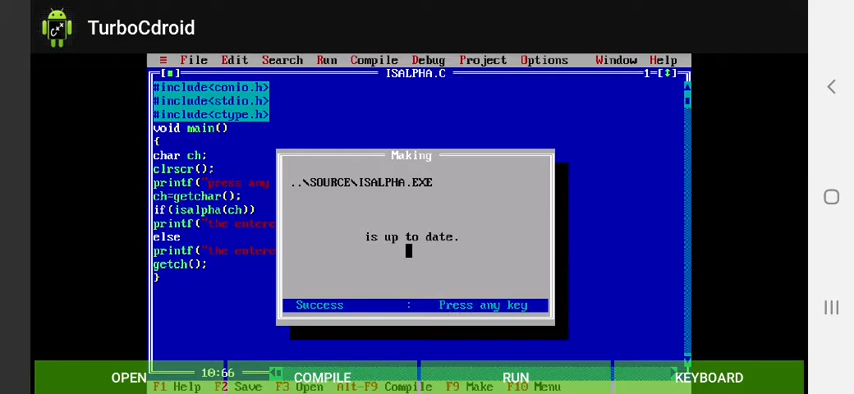 TurboCdroid
≡ File Edit Search Run Compile Debug Project Options Window Help
ISALPHA.C 1=[↕]
#include<conio.h>
#include<stdio.h>
#include<ctype.h>
void main()
{
char ch;
clrscr();
printf("press any
ch=getchar();
if(isalpha(ch))
printf("the entere
else
printf("the entere
getch();
}
Making
..\SOURCE\ISALPHA.EXE
is up to date.
Success : Press any key
10:66
OPEN COMPILE RUN KEYBOARD
F1 Help F2 Save F3 Open Alt-F9 Compile F9 Make F10 Menu